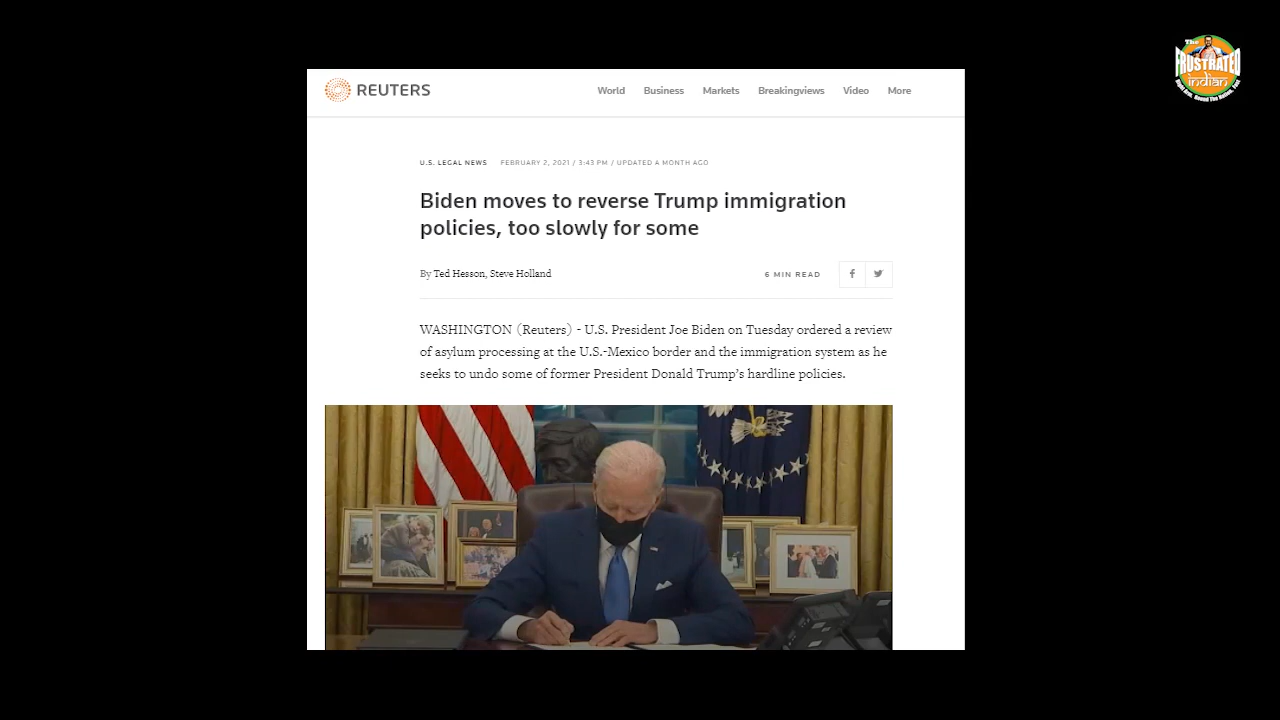 The
FRUSTRATED
indian
REUTERS
World Business Markets Breakingviews Video More
U.S. LEGAL NEWS FEBRUARY 2, 2021 / 3:43 PM / UPDATED A MONTH AGO
Biden moves to reverse Trump immigration
policies, too slowly for some
By Ted Hesson, Steve Holland
6 MIN READ
WASHINGTON (Reuters) - U.S. President Joe Biden on Tuesday ordered a review
of asylum processing at the U.S.-Mexico border and the immigration system as he
seeks to undo some of former President Donald Trump’s hardline policies.